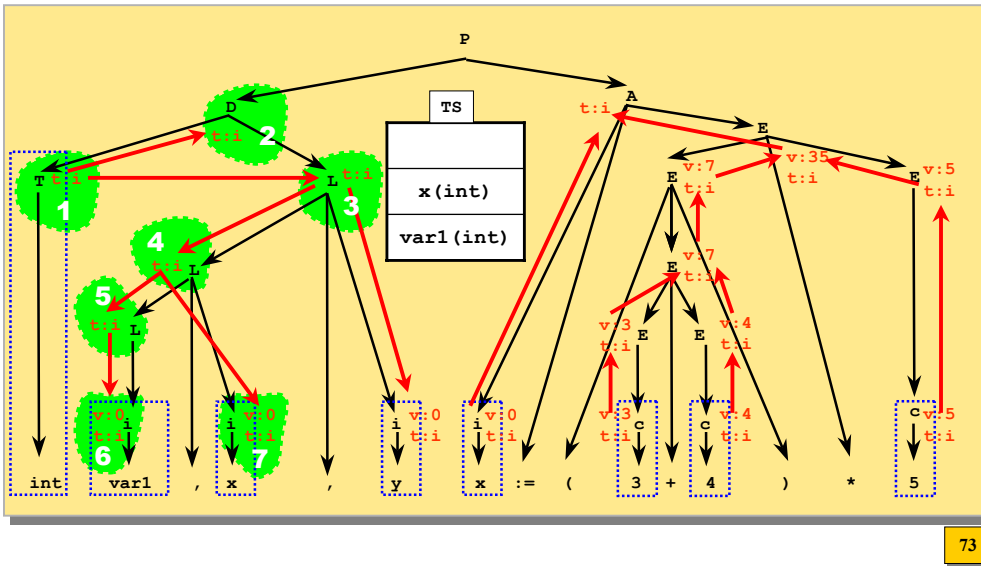 P
A
t:i
D
2
t:i
TS
x(int)
var1(int)
E
v:35
t:i
T t:i
1
L t:i
3
E
v:7
t:i
E
v:5
t:i
4
t:i L
E
v:7
t:i
5
t:i L
v:3
t:i E
E
v:4
t:i
v:0
t:i
i
6
i
v:0
t:i
7
i
v:0
t:i
i
v:0
t:i
v:3
t:i
c
c
v:4
t:i
c
v:5
t:i
int var1 , x , y x := ( 3 + 4 ) * 5
73